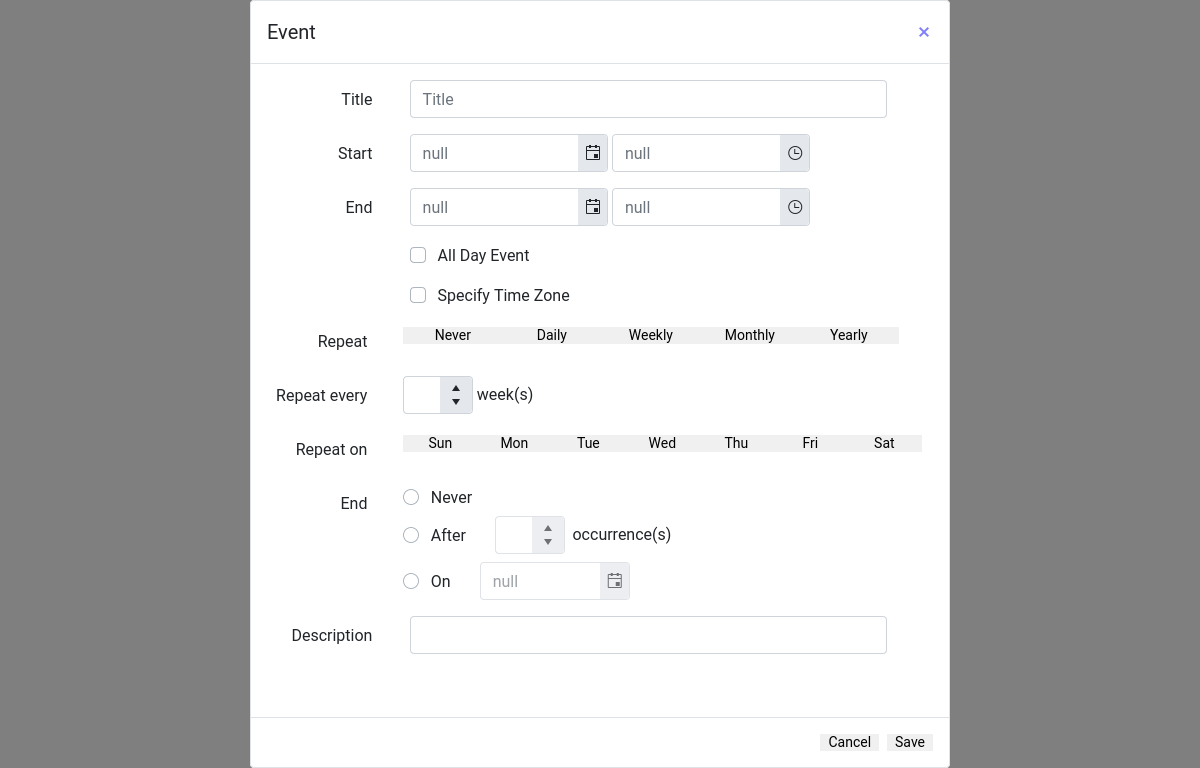 Event ×
Title Title
Start null null
End null null
All Day Event
Specify Time Zone
Repeat Never Daily Weekly Monthly Yearly
Repeat every week(s)
Repeat on Sun Mon Tue Wed Thu Fri Sat
End Never
After occurrence(s)
On null
Description
Cancel Save